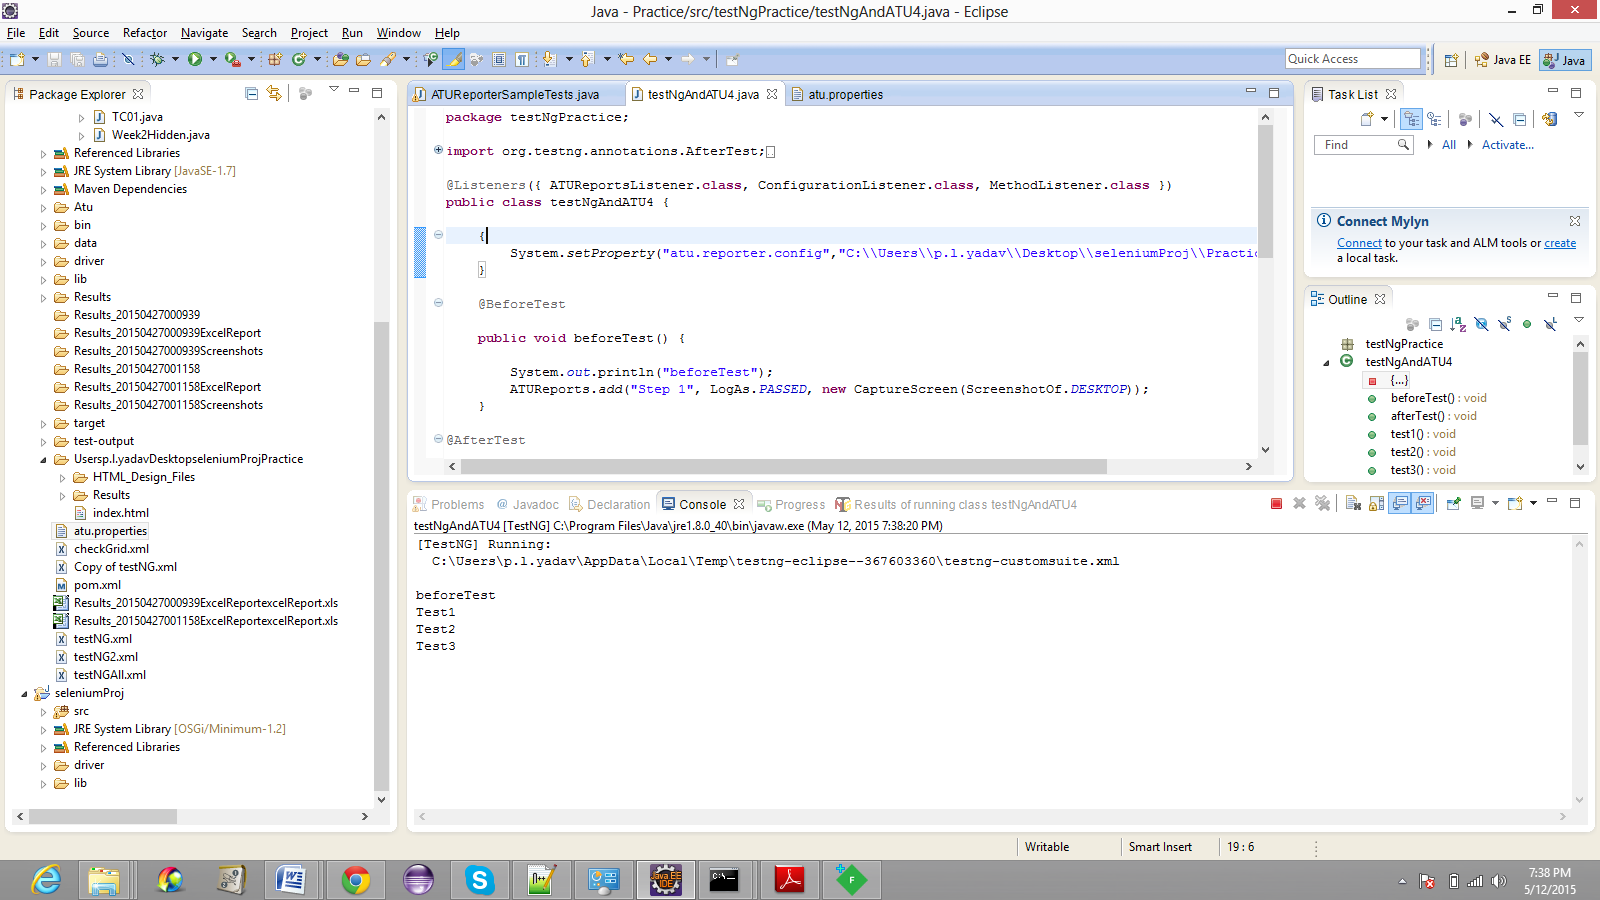 Java - Practice/src/testNgPractice/testNgAndATU4.java - Eclipse
File Edit Source Refactor Navigate Search Project Run Window Help
Quick Access
Java EE
Java
Package Explorer
TC01.java
Week2Hidden.java
Referenced Libraries
JRE System Library [JavaSE-1.7]
Maven Dependencies
Atu
bin
data
driver
lib
Results
Results_20150427000939
Results_20150427000939ExcelReport
Results_20150427000939Screenshots
Results_20150427001158
Results_20150427001158ExcelReport
Results_20150427001158Screenshots
target
test-output
Usersp.l.yadavDesktopseleniumProjPractice
HTML_Design_Files
Results
index.html
atu.properties
checkGrid.xml
Copy of testNG.xml
pom.xml
Results_20150427000939ExcelReportexcelReport.xls
Results_20150427001158ExcelReportexcelReport.xls
testNG.xml
testNG2.xml
testNGAll.xml
seleniumProj
src
JRE System Library [OSGi/Minimum-1.2]
Referenced Libraries
driver
lib
ATUReporterSampleTests.java
testNgAndATU4.java
atu.properties
package testNgPractice;
import org.testng.annotations.AfterTest;
@Listeners({ ATUReportsListener.class, ConfigurationListener.class, MethodListener.class })
public class testNgAndATU4 {
{
System.setProperty("atu.reporter.config","C:\\Users\\p.l.yadav\\Desktop\\seleniumProj\\Practic
}
@BeforeTest
public void beforeTest() {
System.out.println("beforeTest");
ATUReports.add("Step 1", LogAs.PASSED, new CaptureScreen(ScreenshotOf.DESKTOP));
}
@AfterTest
Task List
Find
All
Activate...
Connect Mylyn
Connect to your task and ALM tools or create
a local task.
Outline
testNgPractice
testNgAndATU4
{...}
beforeTest() : void
afterTest() : void
test1() : void
test2() : void
test3() : void
Problems
@ Javadoc
Declaration
Console
Progress
Results of running class testNgAndATU4
testNgAndATU4 [TestNG] C:\Program Files\Java\jre1.8.0_40\bin\javaw.exe (May 12, 2015 7:38:20 PM)
[TestNG] Running:
C:\Users\p.l.yadav\AppData\Local\Temp\testng-eclipse--367603360\testng-customsuite.xml
beforeTest
Test1
Test2
Test3
Writable
Smart Insert
19 : 6
Java EE
IDE
7:38 PM
5/12/2015